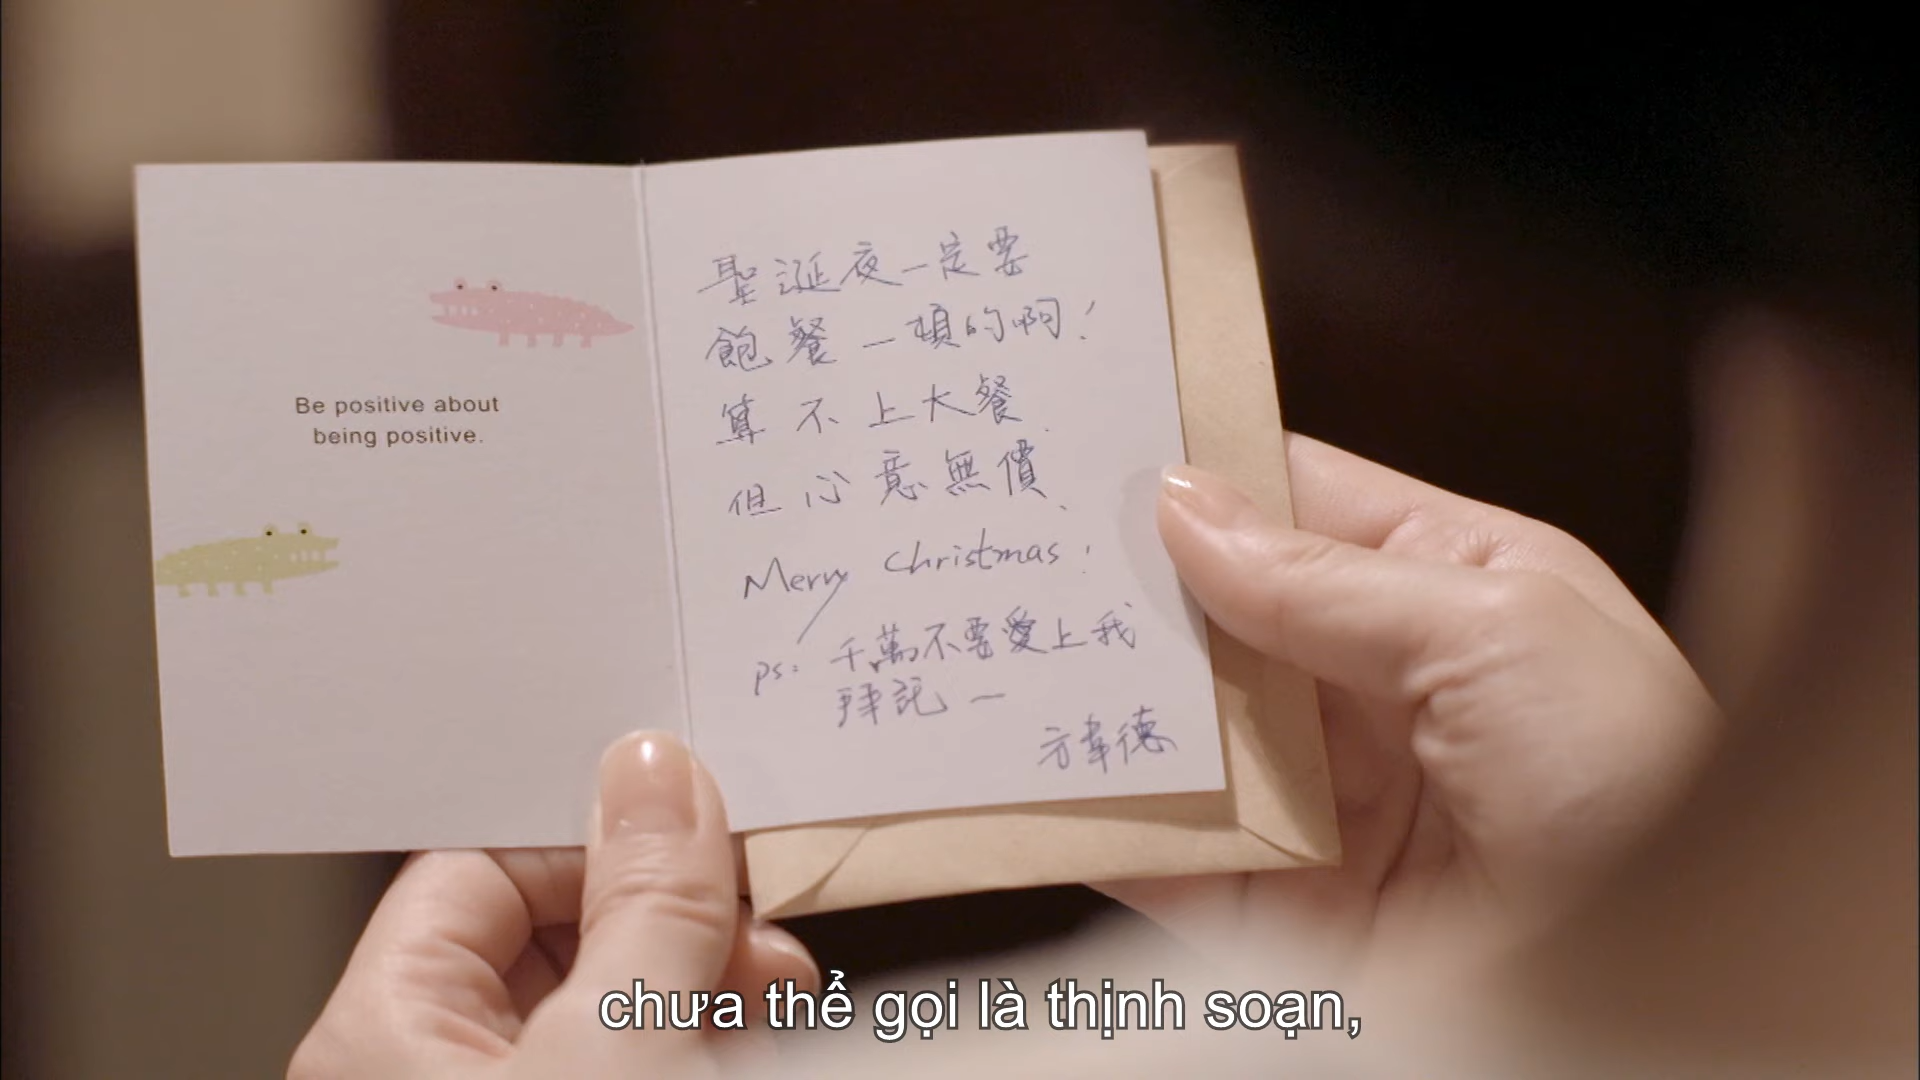 Be positive about
being positive.
聖誕夜一定要
飽餐一頓的啊！
算不上大餐、
但心意無價、
Merry Christmas!
ps: 千萬不要愛上我
拜託一
方韋德
chưa thể gọi là thịnh soạn,